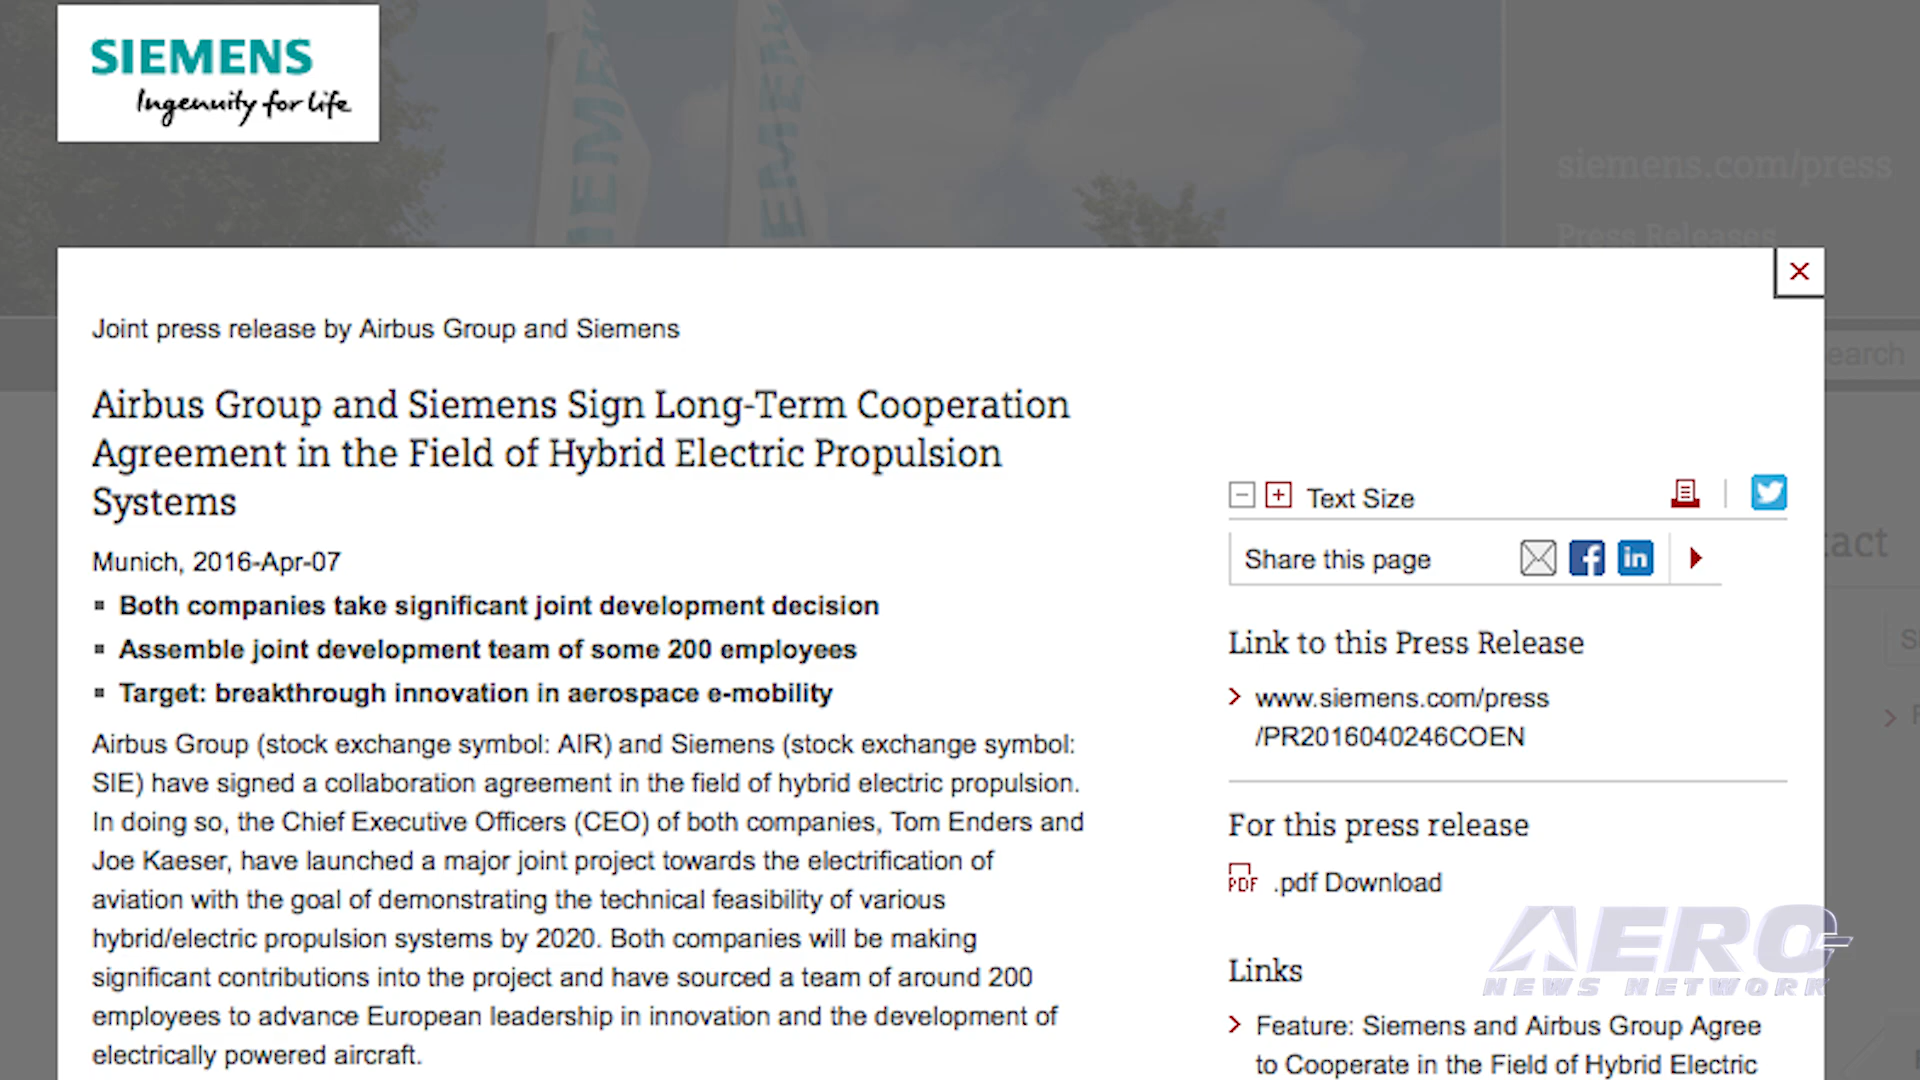 SIEMENS
Ingenuity for life
SIEMENS
siemens.com/press
Press Releases
Joint press release by Airbus Group and Siemens
Airbus Group and Siemens Sign Long-Term Cooperation
Agreement in the Field of Hybrid Electric Propulsion
Systems
Munich, 2016-Apr-07
Both companies take significant joint development decision
Assemble joint development team of some 200 employees
Target: breakthrough innovation in aerospace e-mobility
Airbus Group (stock exchange symbol: AIR) and Siemens (stock exchange symbol:
SIE) have signed a collaboration agreement in the field of hybrid electric propulsion.
In doing so, the Chief Executive Officers (CEO) of both companies, Tom Enders and
Joe Kaeser, have launched a major joint project towards the electrification of
aviation with the goal of demonstrating the technical feasibility of various
hybrid/electric propulsion systems by 2020. Both companies will be making
significant contributions into the project and have sourced a team of around 200
employees to advance European leadership in innovation and the development of
electrically powered aircraft.
Text Size
Share this page
Link to this Press Release
www.siemens.com/press
/PR2016040246COEN
For this press release
PDF .pdf Download
Links
Feature: Siemens and Airbus Group Agree
to Cooperate in the Field of Hybrid Electric
earch
tact
AERO
NEWS NETWORK